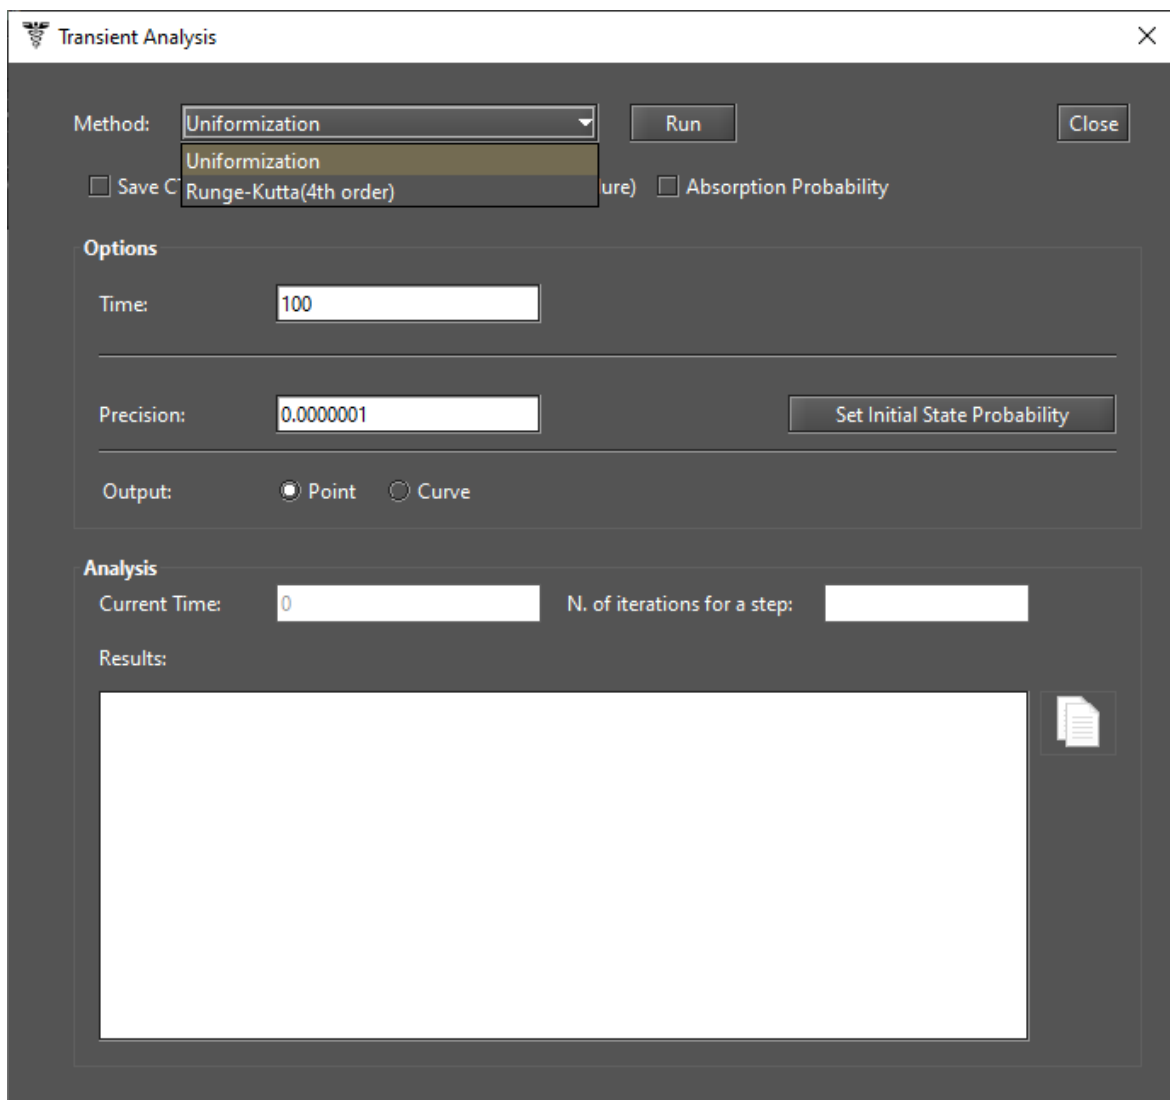 Transient Analysis
Method: Uniformization Run Close
Uniformization
Runge-Kutta(4th order)
Save Absorption Probability
Options
Time: 100
Precision: 0.0000001 Set Initial State Probability
Output: Point Curve
Analysis
Current Time: 0 N. of iterations for a step:
Results: